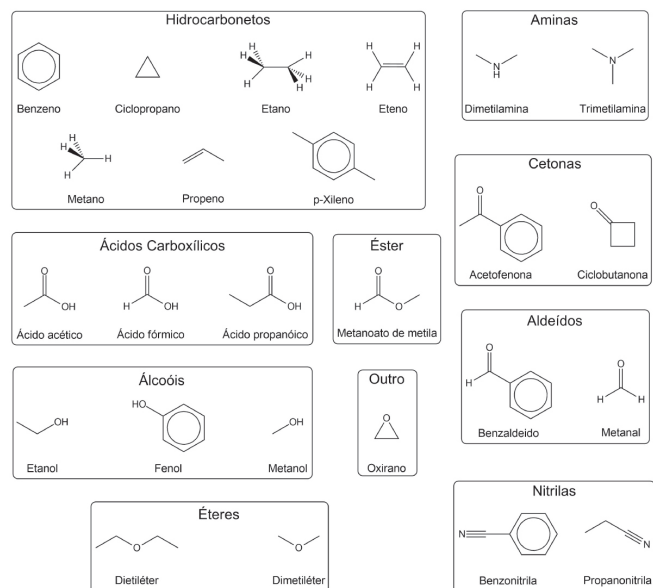 Hidrocarbonetos
H H H
H H H
H H
H H
Benzeno Ciclopropano Etano Eteno
H
H H
H
Metano Propeno p-Xileno
Aminas
N
H
N
Dimetilamina Trimetilamina
Cetonas
O O
Acetofenona Ciclobutanona
Ácidos Carboxílicos
O O O
OH H OH OH
Ácido acético Ácido fórmico Ácido propanóico
Éster
O
H O
Metanoato de metila
Aldeídos
O O
H H H
Benzaldeido Metanal
Álcoóis
OH HO OH
Etanol Fenol Metanol
Outro
O
Oxirano
Éteres
O O
Dietiléter Dimetiléter
Nitrilas
N N
Benzonitrila Propanonitrila